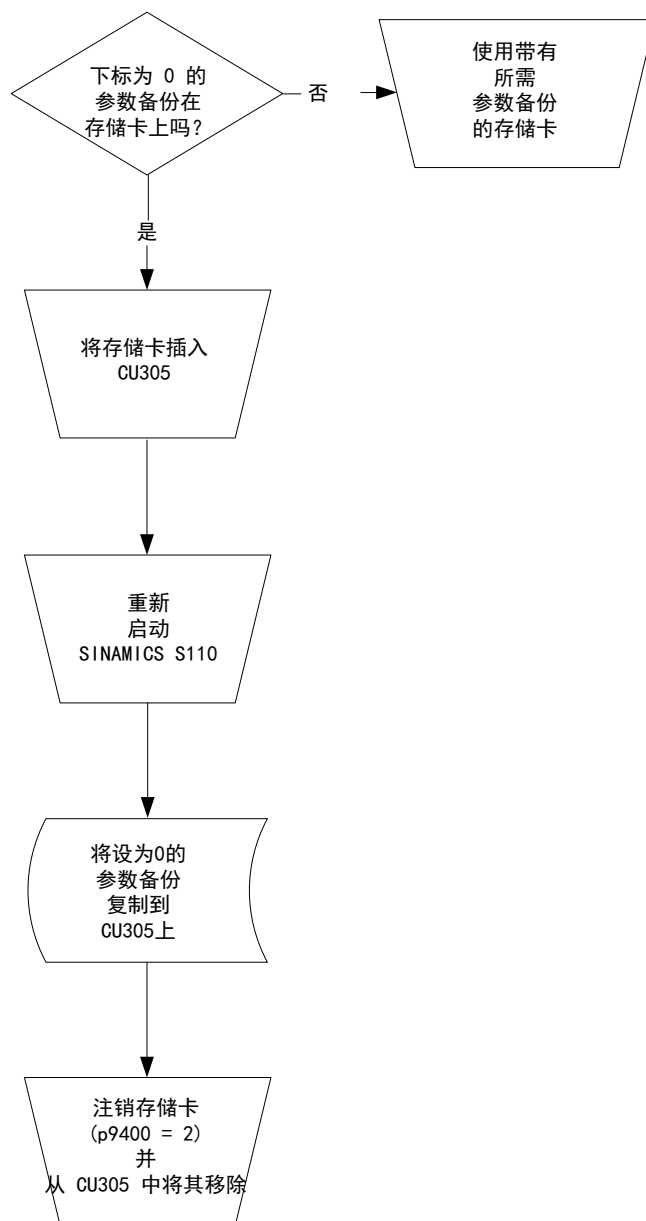 下标为 0 的
参数备份在
存储卡上吗?
否
使用带有
所需
参数备份
的存储卡
是
将存储卡插入
CU305
重新
启动
SINAMICS S110
将设为0的
参数备份
复制到
CU305上
注销存储卡
(p9400 = 2)
并
从 CU305 中将其移除